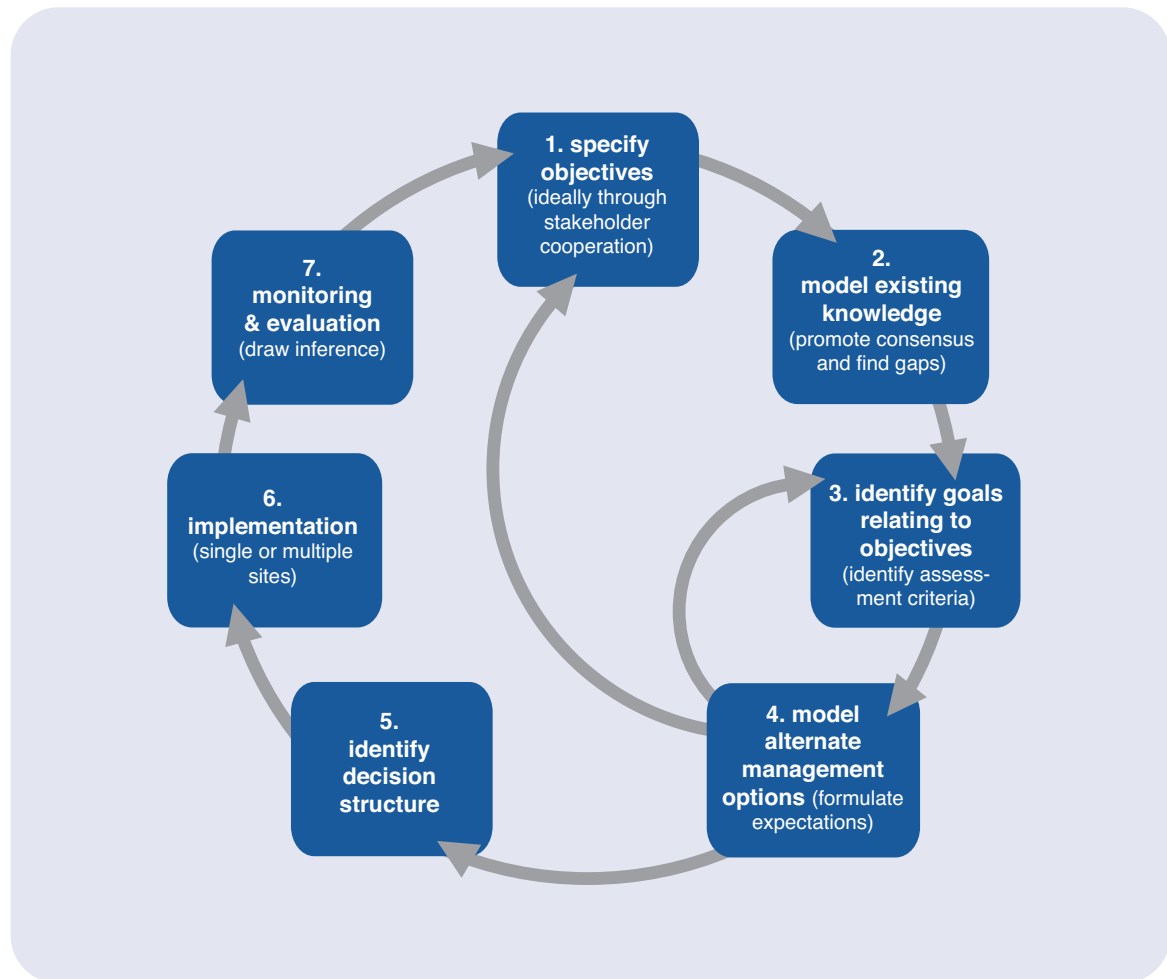 1. specify
objectives
(ideally through
stakeholder
cooperation)
2.
model existing
knowledge
(promote consensus
and find gaps)
3. identify goals
relating to
objectives
(identify assess-
ment criteria)
4. model
alternate
management
options (formulate
expectations)
5.
identify
decision
structure
6.
implementation
(single or multiple
sites)
7.
monitoring
& evaluation
(draw inference)